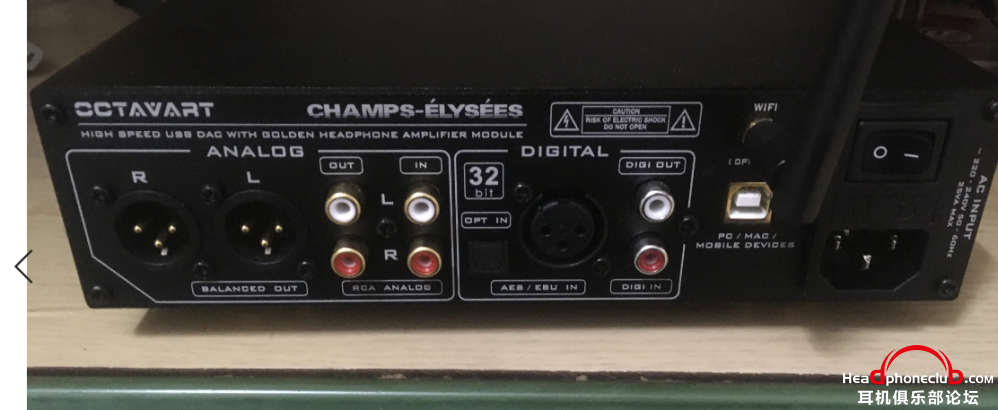 OCTAVART
CHAMPS-ÉLYSÉES
HIGH SPEED USB DAC WITH GOLDEN HEADPHONE AMPLIFIER MODULE
CAUTION
RISK OF ELECTRIC SHOCK
DO NOT OPEN
WIFI
ANALOG
R
L
OUT
IN
L
R
BALANCED OUT
RCA ANALOG
DIGITAL
32
bit
OPT IN
DIGI OUT
AES / EBU IN
DIGI IN
PC / MAC /
MOBILE DEVICES
AC INPUT
~ 220 - 240V 50 - 60Hz
25VA MAX
Headphoneclub.com
耳机俱乐部论坛